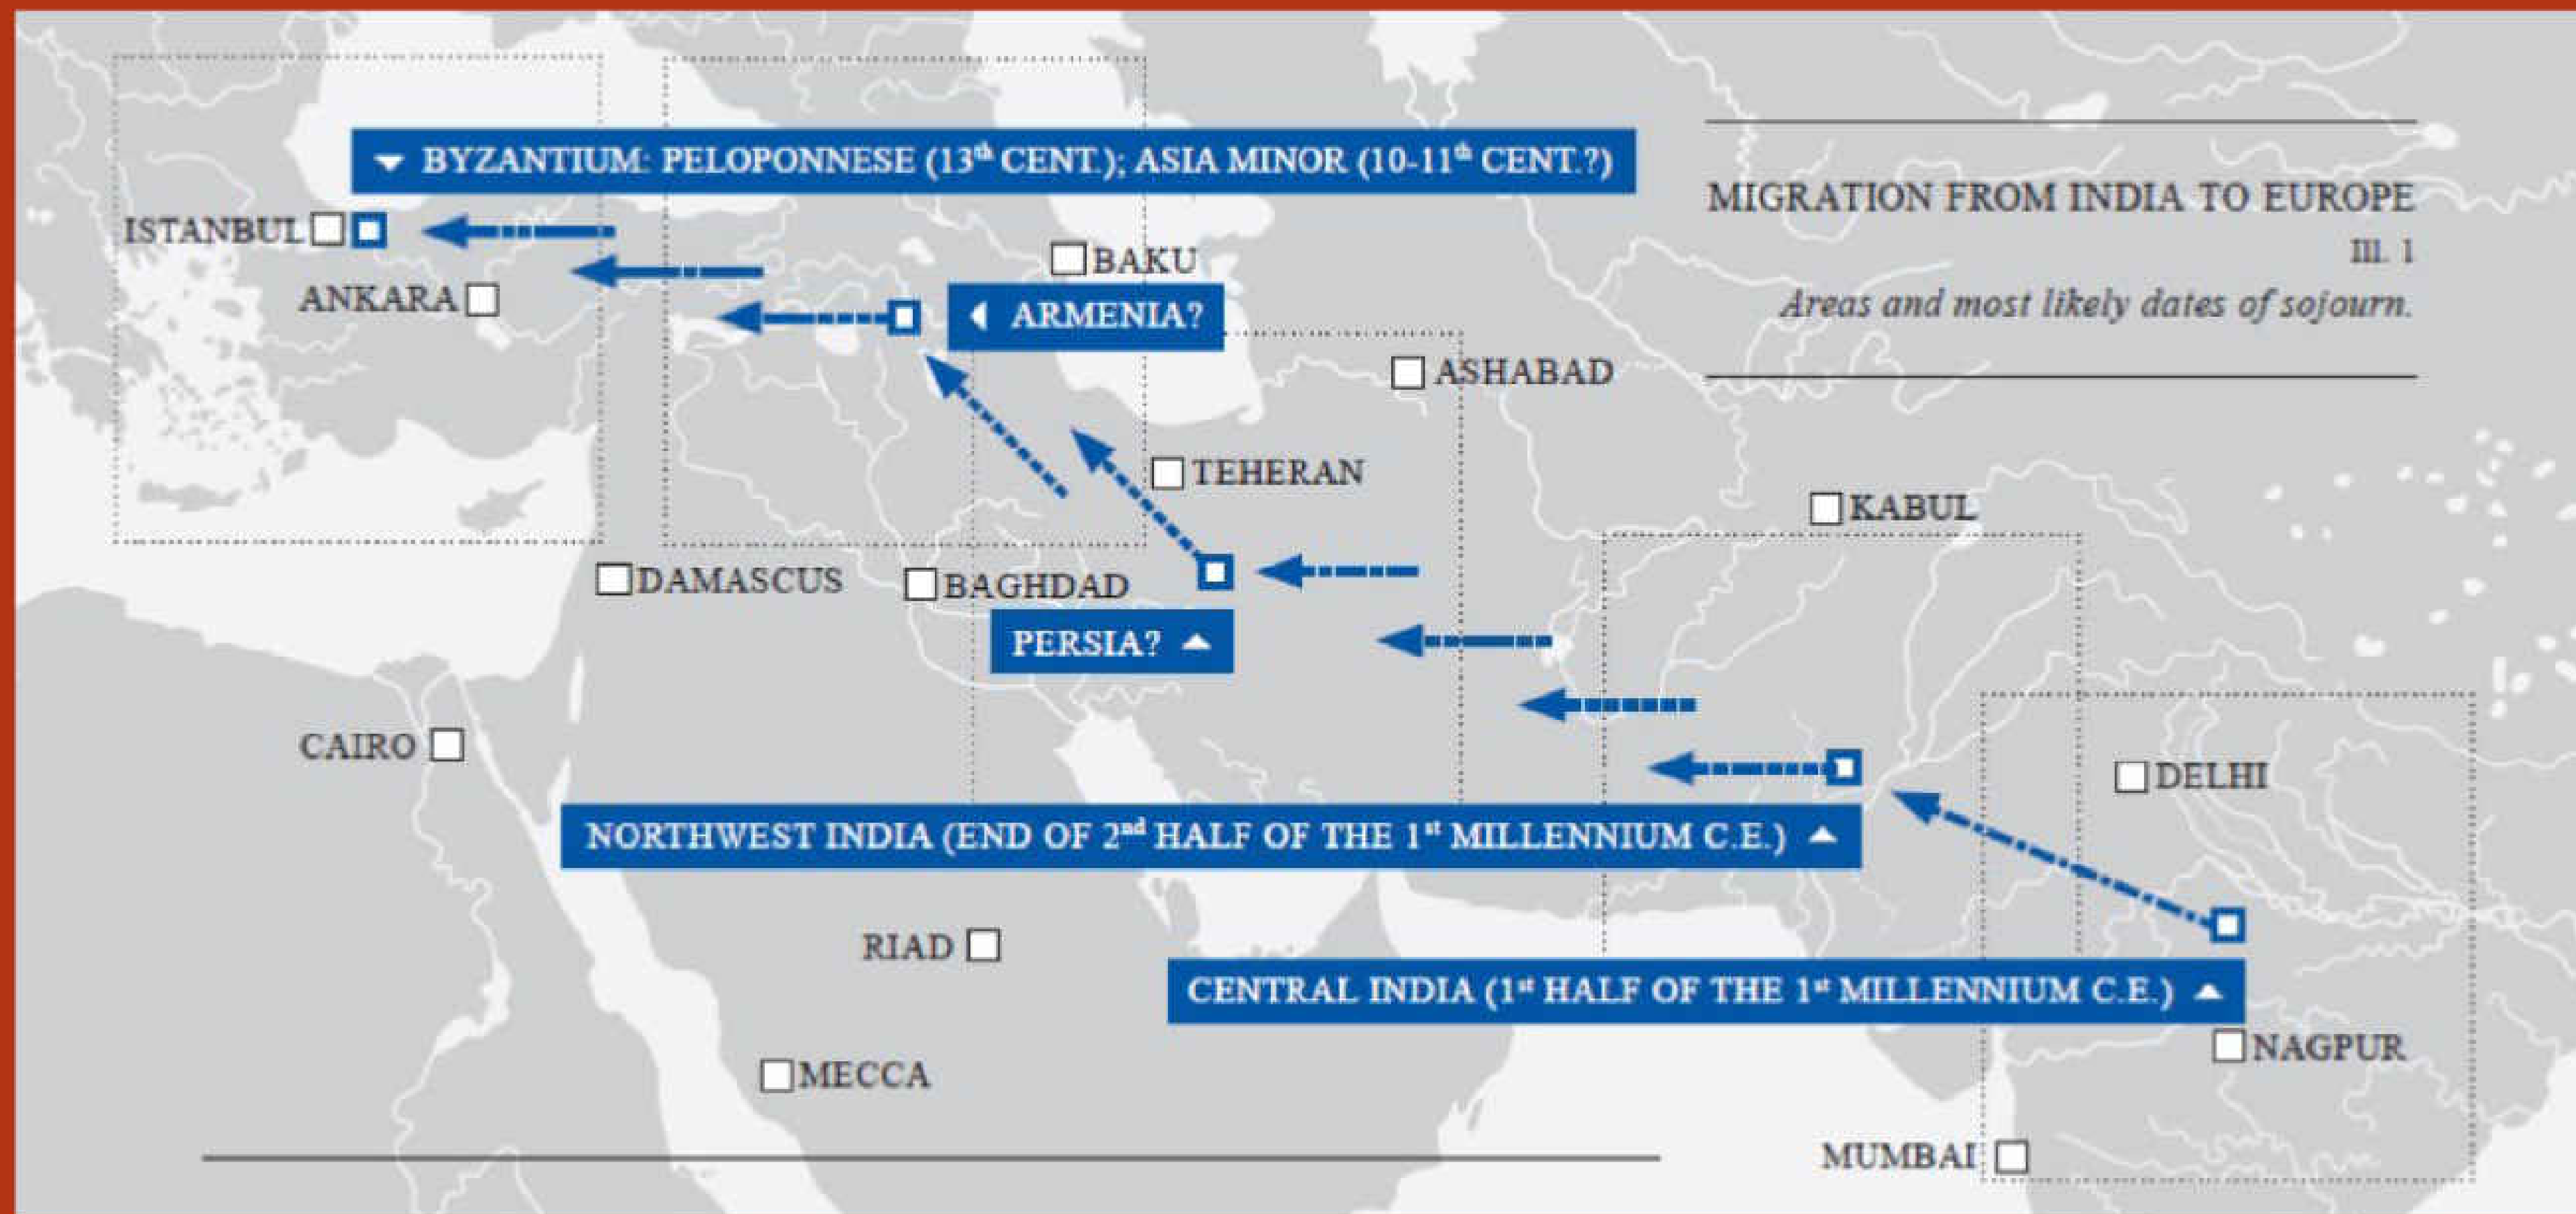 BYZANTIUM: PELOPONNESE (13th CENT.); ASIA MINOR (10-11th CENT.?)
MIGRATION FROM INDIA TO EUROPE
Ill. 1
Areas and most likely dates of sojourn.
ISTANBUL
BAKU
ANKARA
ARMENIA?
ASHABAD
TEHERAN
KABUL
DAMASCUS
BAGHDAD
PERSIA?
CAIRO
DELHI
NORTHWEST INDIA (END OF 2nd HALF OF THE 1st MILLENNIUM C.E.)
RIAD
CENTRAL INDIA (1st HALF OF THE 1st MILLENNIUM C.E.)
NAGPUR
MECCA
MUMBAI